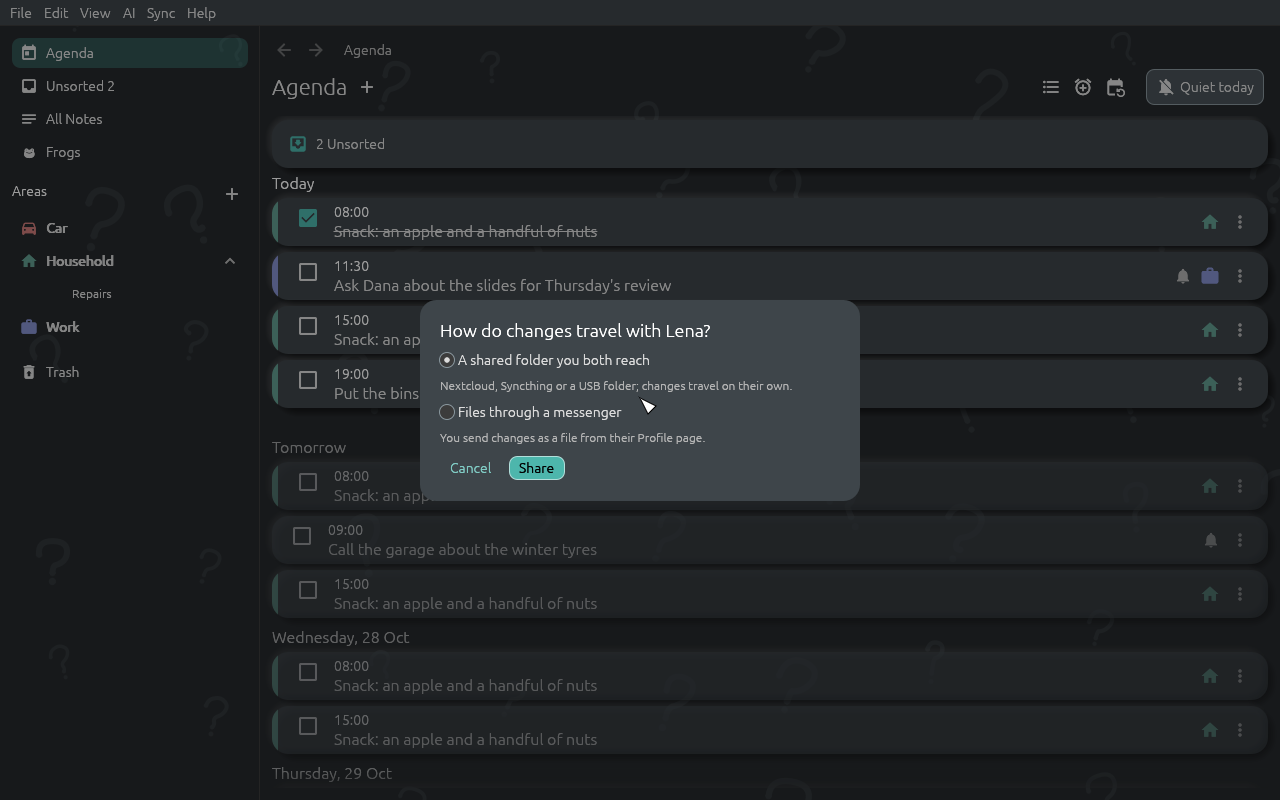 File Edit View AI Sync Help
Agenda
Unsorted 2
All Notes
Frogs
Areas
Car
Household
Repairs
Work
Trash
Agenda
Agenda
Quiet today
2 Unsorted
Today
08:00
Snack: an apple and a handful of nuts
11:30
Ask Dana about the slides for Thursday's review
15:00
Snack: an ap
19:00
Put the bins
How do changes travel with Lena?
A shared folder you both reach
Nextcloud, Syncthing or a USB folder; changes travel on their own.
Files through a messenger
You send changes as a file from their Profile page.
Cancel Share
Tomorrow
08:00
Snack: an app
09:00
Call the garage about the winter tyres
15:00
Snack: an apple and a handful of nuts
Wednesday, 28 Oct
08:00
Snack: an apple and a handful of nuts
15:00
Snack: an apple and a handful of nuts
Thursday, 29 Oct